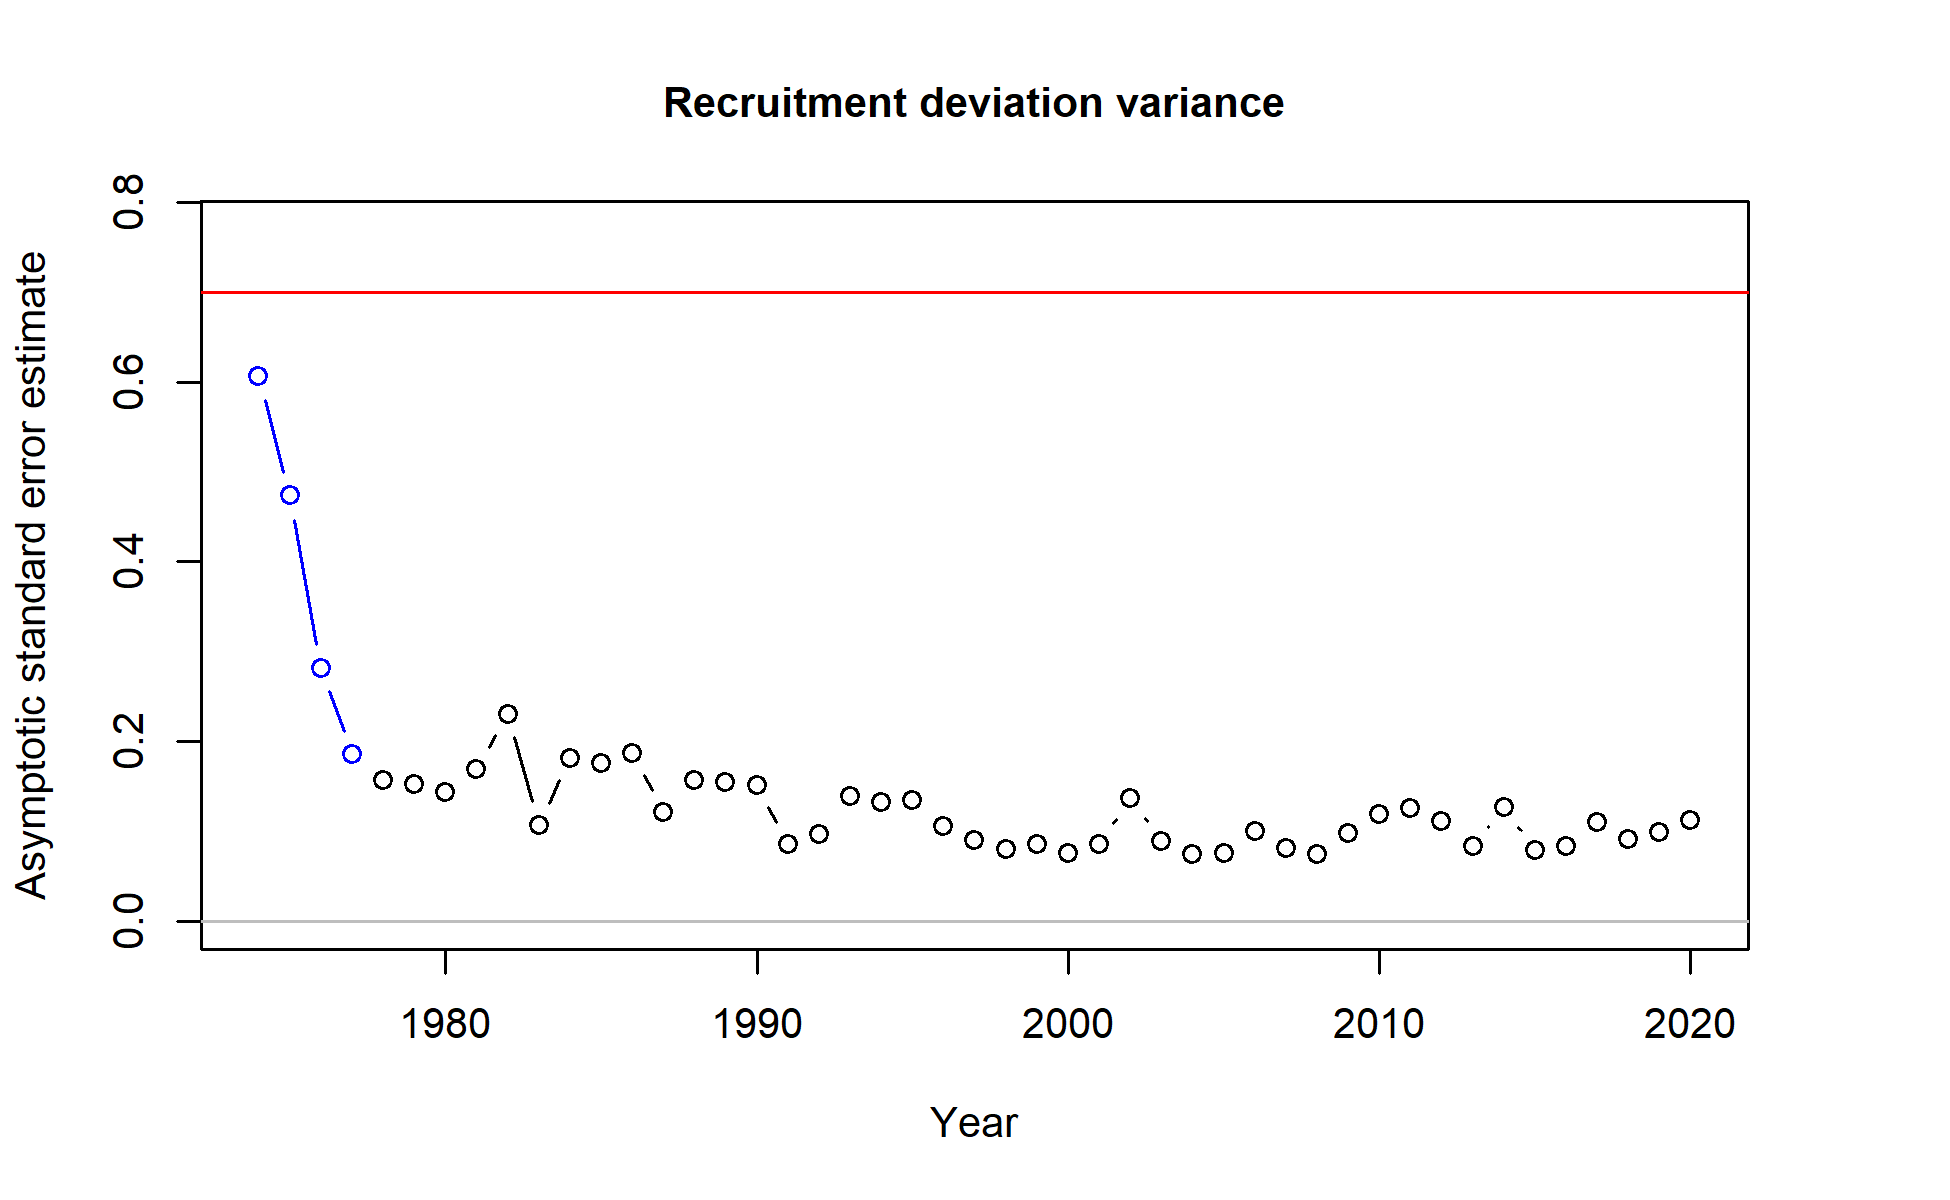 Recruitment deviation variance
Asymptotic standard error estimate
0.8
0.6
0.4
0.2
0.0
1980 1990 2000 2010 2020
Year